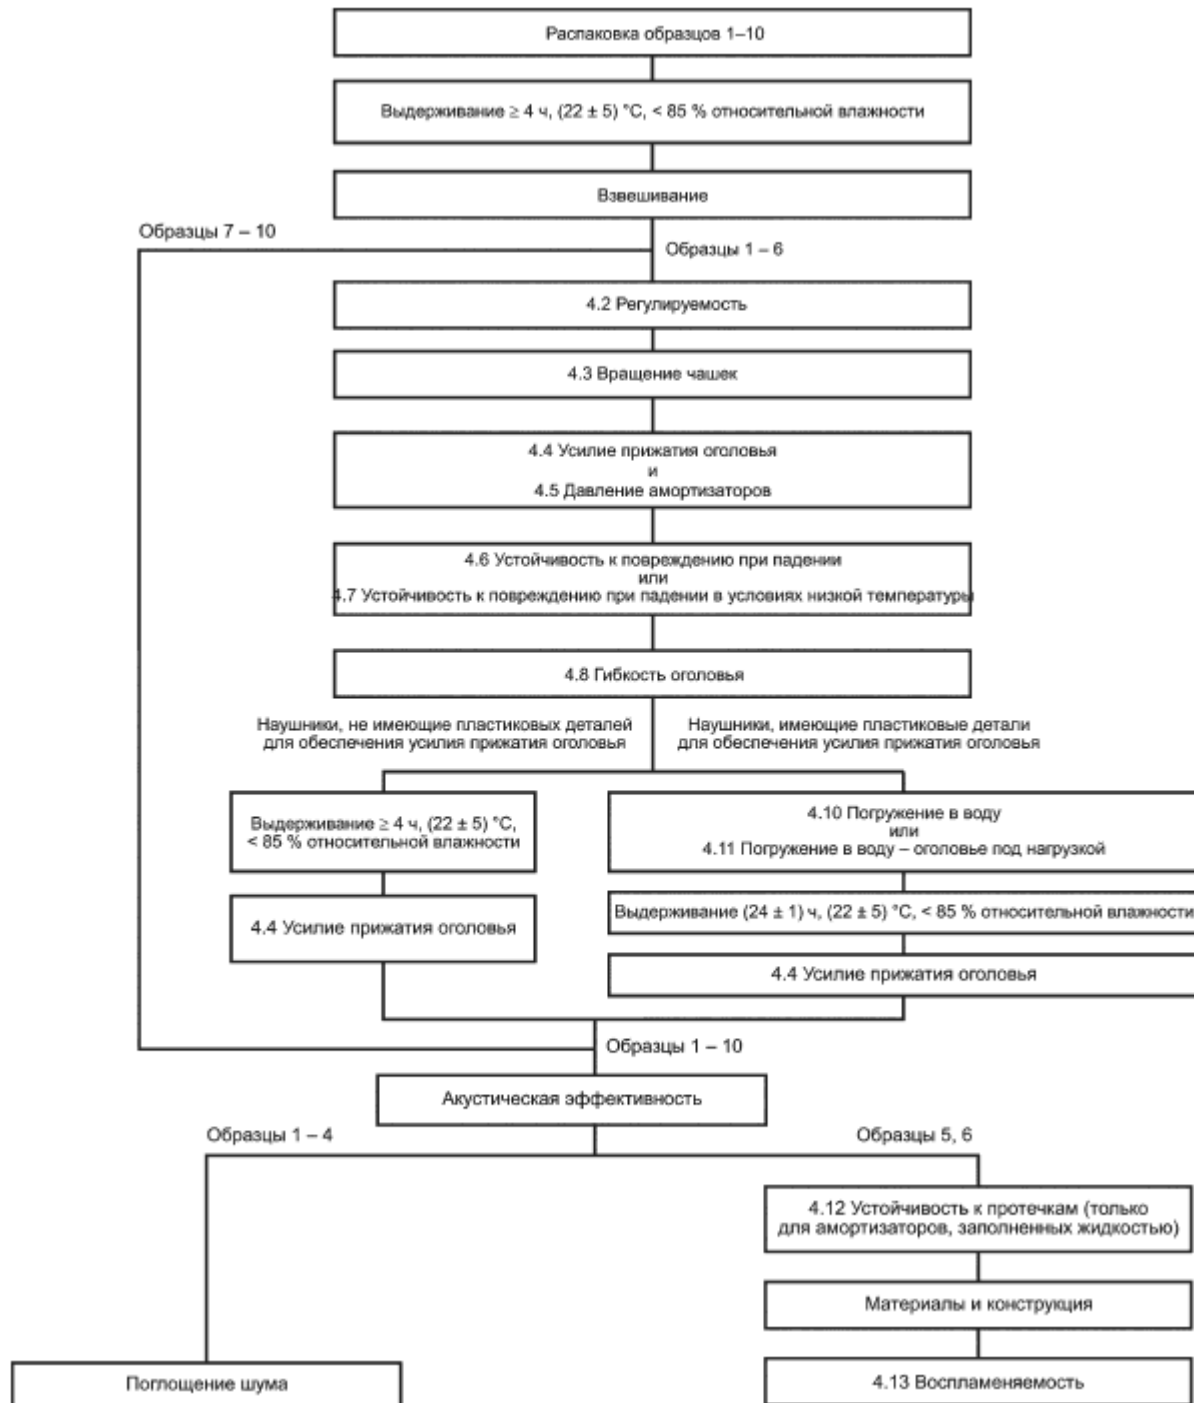 Распаковка образцов 1–10
Выдерживание ≥ 4 ч, (22 ± 5) °C, < 85 % относительной влажности
Взвешивание
Образцы 7 – 10
Образцы 1 – 6
4.2 Регулируемость
4.3 Вращение чашек
4.4 Усилие прижатия оголовья
и
4.5 Давление амортизаторов
4.6 Устойчивость к повреждению при падении
или
4.7 Устойчивость к повреждению при падении в условиях низкой температуры
4.8 Гибкость оголовья
Наушники, не имеющие пластиковых деталей
для обеспечения усилия прижатия оголовья
Наушники, имеющие пластиковые детали
для обеспечения усилия прижатия оголовья
Выдерживание ≥ 4 ч, (22 ± 5) °C,
< 85 % относительной влажности
4.4 Усилие прижатия оголовья
4.10 Погружение в воду
или
4.11 Погружение в воду – оголовье под нагрузкой
Выдерживание (24 ± 1) ч, (22 ± 5) °C, < 85 % относительной влажности
4.4 Усилие прижатия оголовья
Образцы 1 – 10
Акустическая эффективность
Образцы 1 – 4
Образцы 5, 6
4.12 Устойчивость к протечкам (только
для амортизаторов, заполненных жидкостью)
Материалы и конструкция
Поглощение шума
4.13 Воспламеняемость